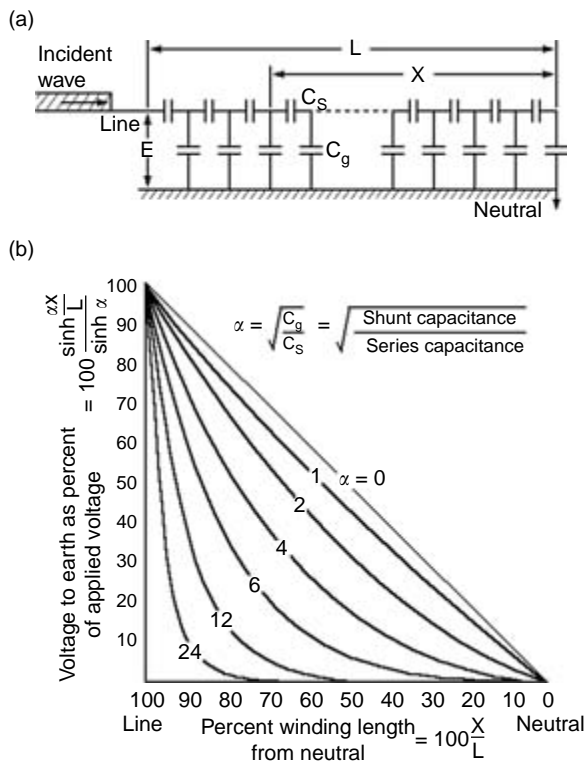 (a)
Incident
wave
L
X
Line
E
C_S
C_g
Neutral
(b)
Voltage to earth as percent
of applied voltage
= 100 sinh αx/L / sinh α
α = √C_g/C_S = √Shunt capacitance/Series capacitance
100
90
80
70
60
50
40
30
20
10
α = 0
1
2
4
6
12
24
100 90 80 70 60 50 40 30 20 10 0
Line
Neutral
Percent winding length
from neutral
= 100 X/L